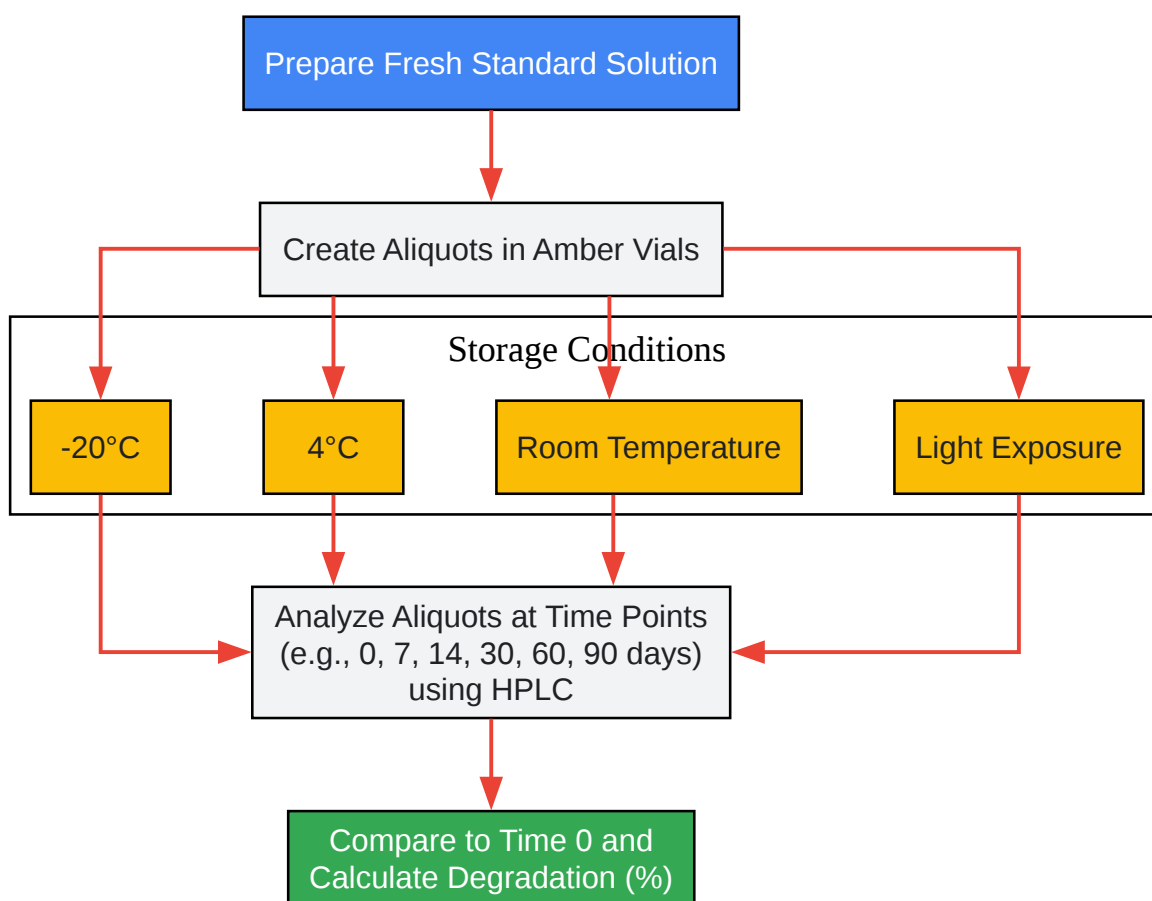 Prepare Fresh Standard Solution
Create Aliquots in Amber Vials
Storage Conditions
-20°C
4°C
Room Temperature
Light Exposure
Analyze Aliquots at Time Points
(e.g., 0, 7, 14, 30, 60, 90 days)
using HPLC
Compare to Time 0 and
Calculate Degradation (%)